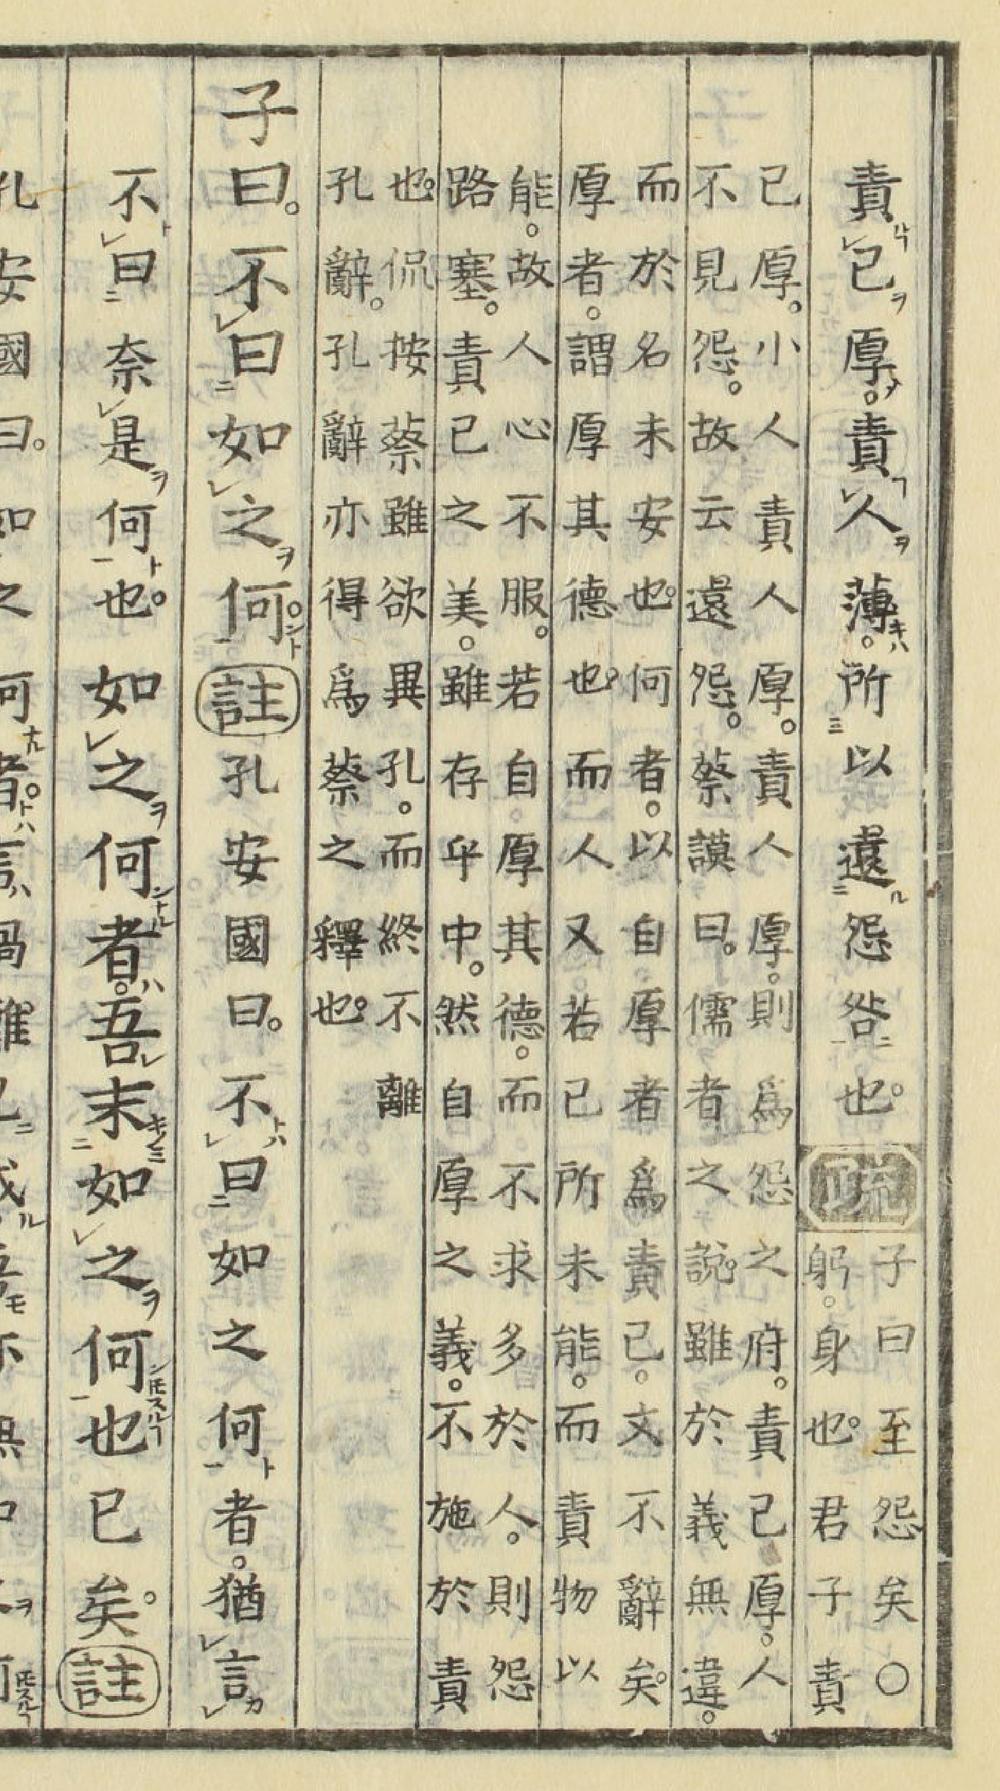 責己厚。責人薄。所以遠怨咎也。疏子曰至怨矣〇
躬。身也。君子責
己厚。小人責人厚。責人厚。則爲怨之府。責己厚。人
不見怨。故云遠怨。蔡謨曰。儒者之説。雖於義無違。
而於名未安也。何者。以自厚者爲責己。文不辭矣。
厚者。謂厚其德也。而人又若己所未能。而責物以
能。故人心不服。若自厚其德。而不求多於人。則怨
路塞。責己之美。雖存乎中。然自厚之義。不施於責
也。侃按蔡雖欲異孔。而終不離
孔辭。孔辭亦得爲蔡之釋也。
子曰。不曰如之何。註孔安國曰。不曰如之何者。猶言
不曰奈是何也。如之何者。吾末如之何也已矣。註
孔安國曰。如之何者。言禍難已成。吾亦無如之何